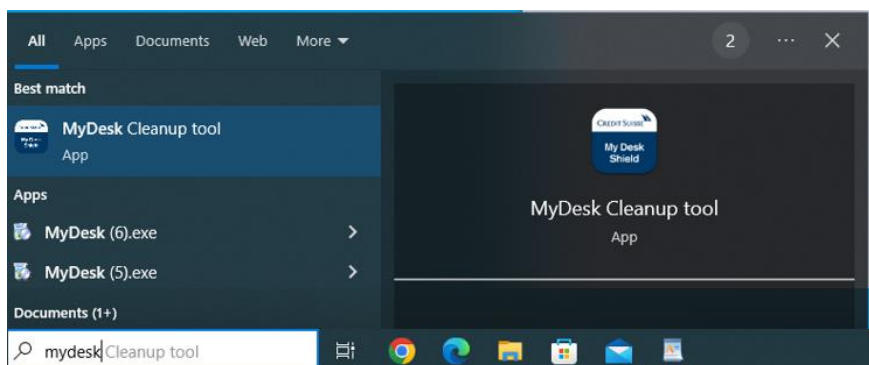 All Apps Documents Web More 2 ...
Best match
MyDesk Cleanup tool
App
Apps
MyDesk (6).exe
MyDesk (5).exe
Documents (1+)
mydesk Cleanup tool
CREDIT SUISSE
My Desk
Shield
MyDesk Cleanup tool
App